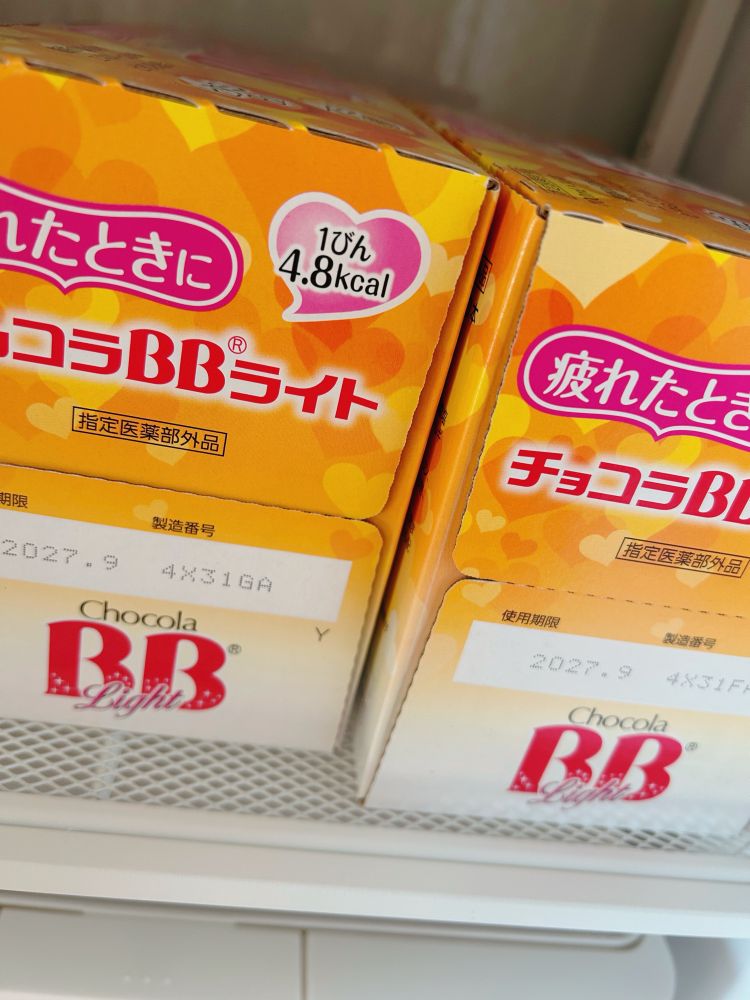 れたときに
1びん
4.8kcal
コラBB®ライト
指定医薬部外品
期限
製造番号
2027.9
4X31GA
Y
Chocola
BB®
Light
疲れたとき
チョコラBB
指定医薬部外品
使用期限
製造番号
2027.9
4X31F
Chocola
BB®
Light